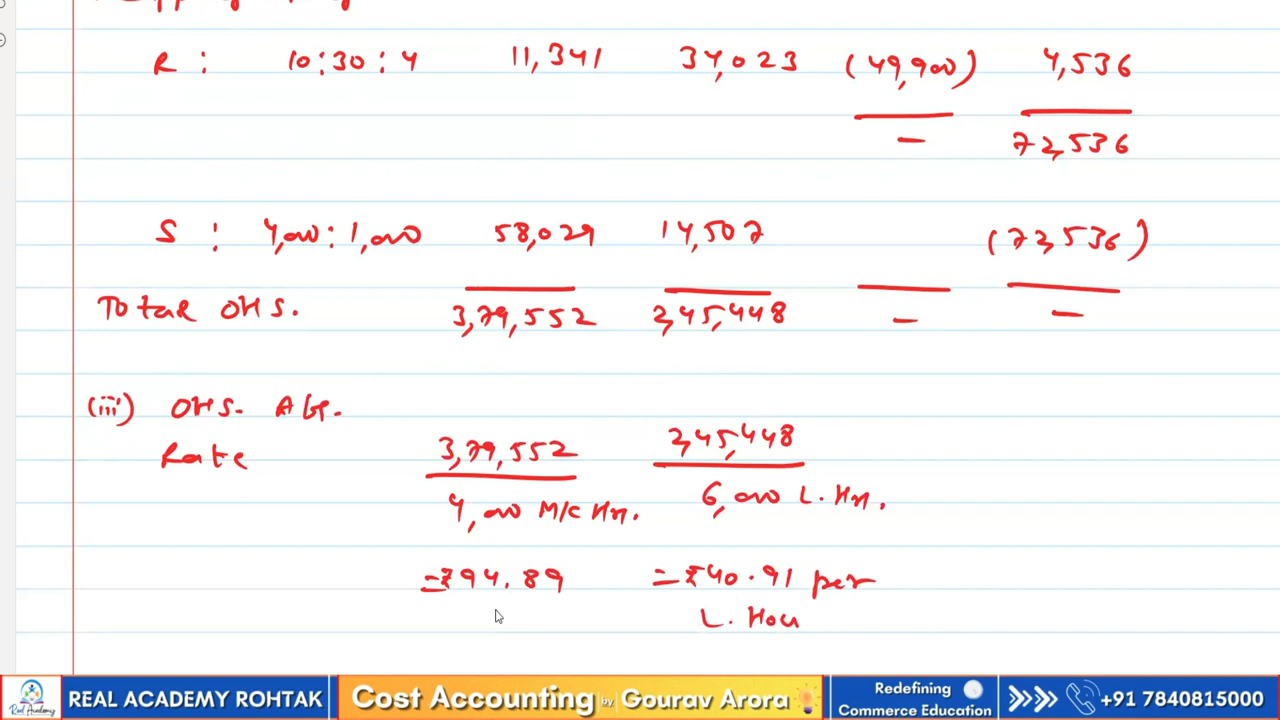 R : 10:30:4 11,341 34,023 (49,900) 4,536
— 72,536
S : 4,000:1,000 58,029 14,507 (72,536)
Total OHS. 3,79,552 2,45,448 — —
(iii) OHS. Abs.
Rate 3,79,552 2,45,448
4,000 M/C Hrs. 6,000 L. Hrs.
=₹94.89 =₹40.91 per
L. Hou
Real Academy
REAL ACADEMY ROHTAK
Cost Accounting by Gourav Arora
Redefining
Commerce Education
+91 7840815000